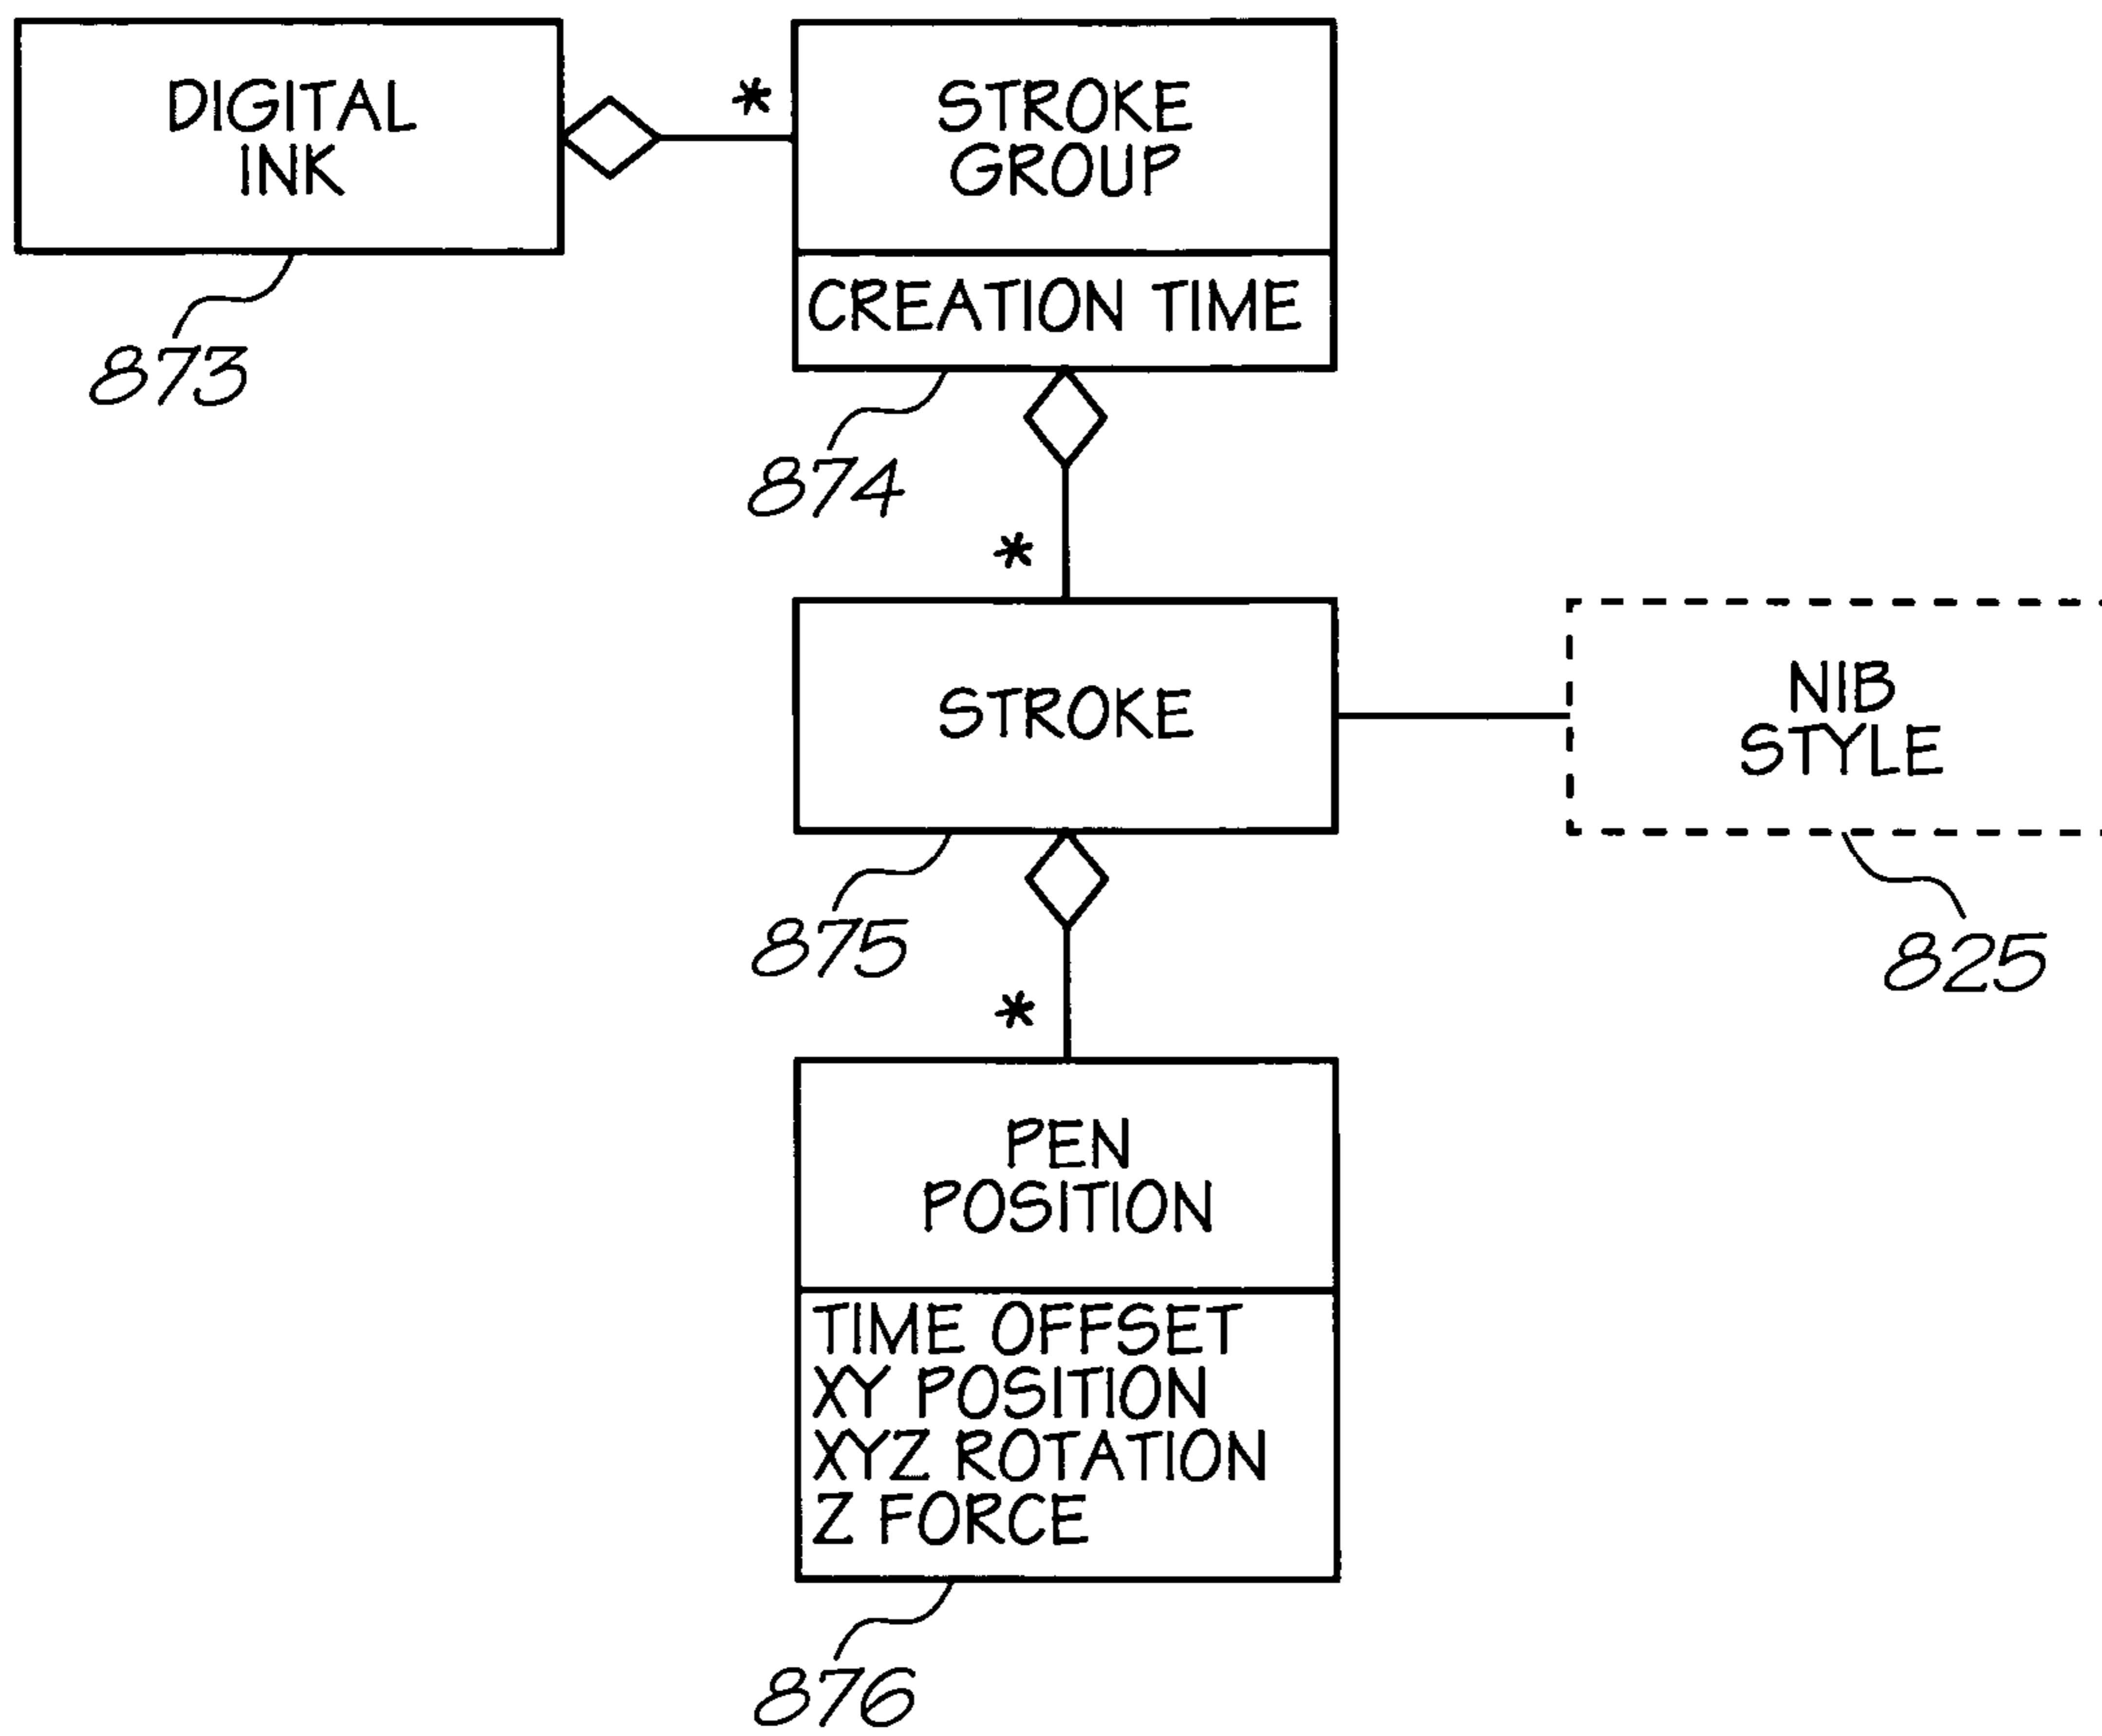 DIGITAL
INK
*
STROKE
GROUP
CREATION TIME
873
874
*
STROKE
NIB
STYLE
875
825
*
PEN
POSITION
TIME OFFSET
XY POSITION
XYZ ROTATION
Z FORCE
876